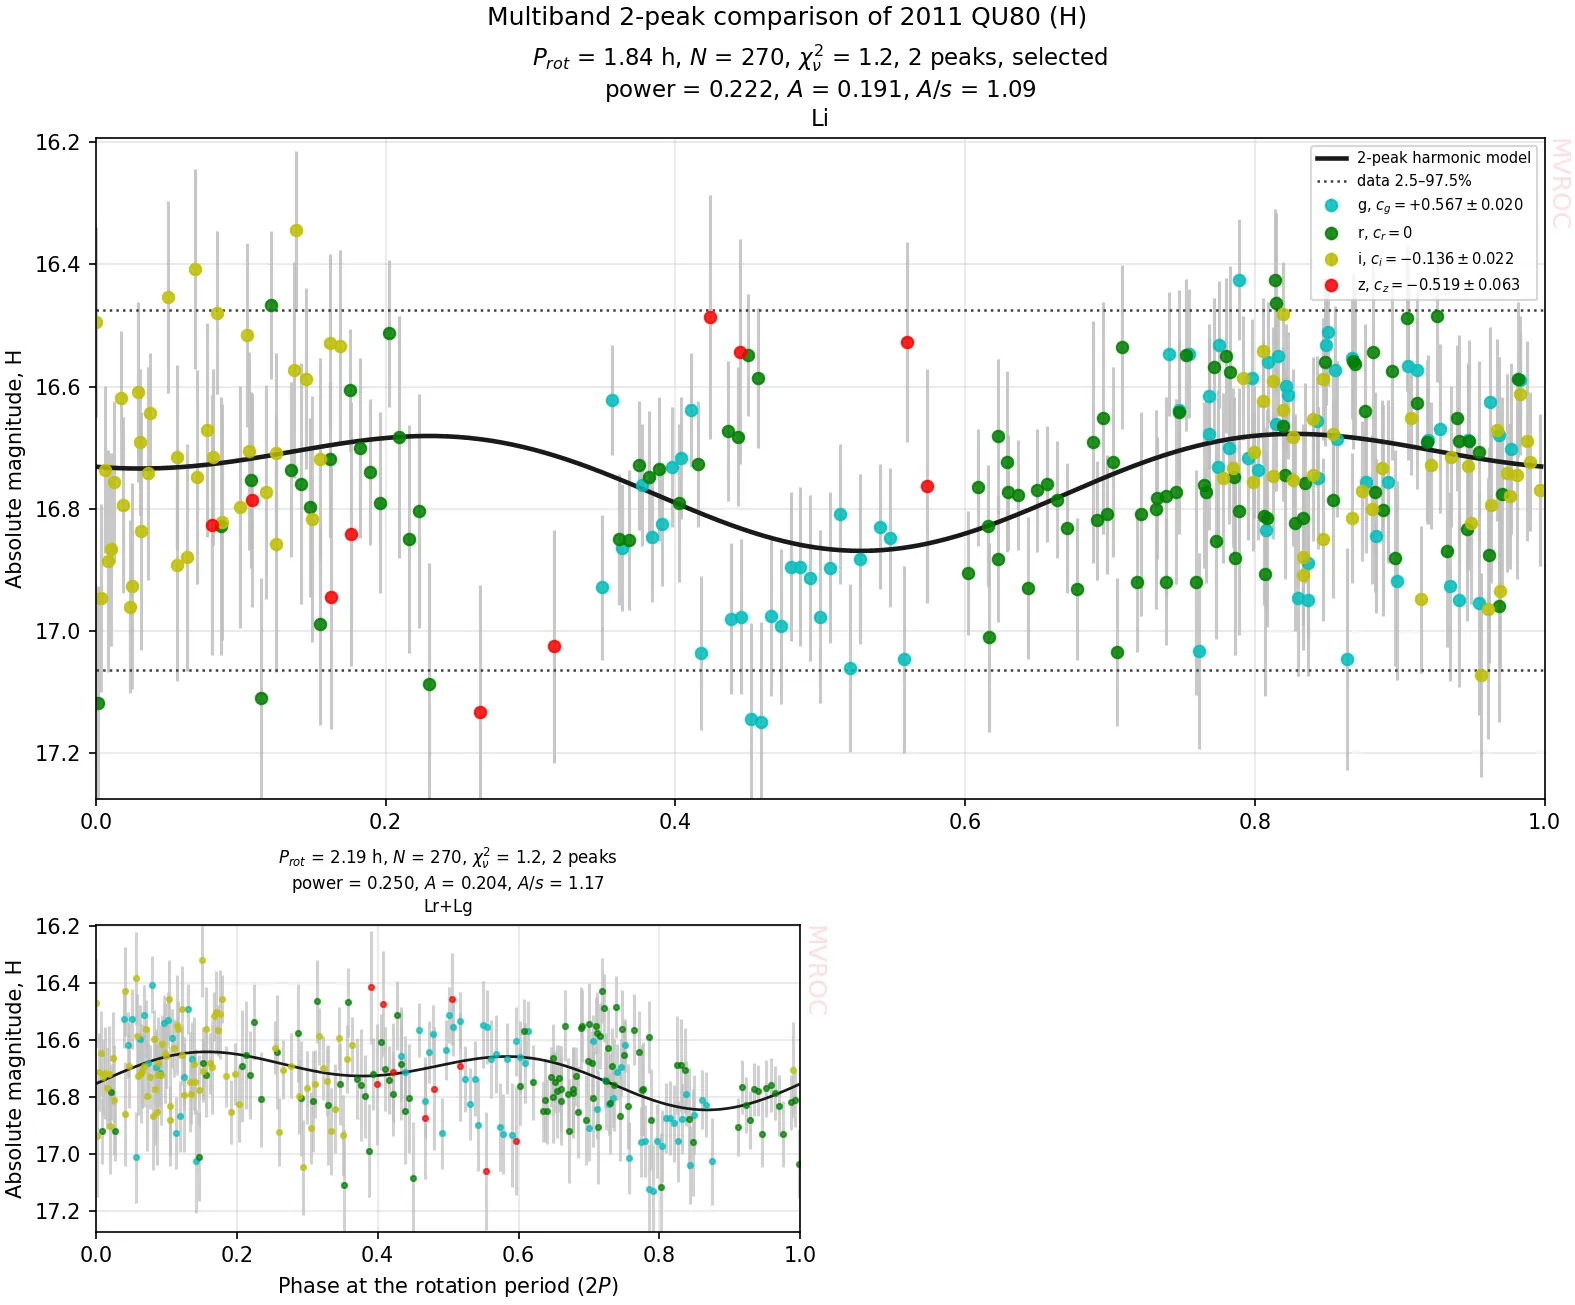 Multiband 2-peak comparison of 2011 QU80 (H)
P_rot = 1.84 h, N = 270, χ²_ν = 1.2, 2 peaks, selected
power = 0.222, A = 0.191, A/s = 1.09
Li
MVROC
2-peak harmonic model
data 2.5–97.5%
g, c_g = +0.567 ± 0.020
r, c_r = 0
i, c_i = −0.136 ± 0.022
z, c_z = −0.519 ± 0.063
Absolute magnitude, H
16.2
16.4
16.6
16.8
17.0
17.2
0.0 0.2 0.4 0.6 0.8 1.0
P_rot = 2.19 h, N = 270, χ²_ν = 1.2, 2 peaks
power = 0.250, A = 0.204, A/s = 1.17
Lr+Lg
MVROC
Absolute magnitude, H
16.2
16.4
16.6
16.8
17.0
17.2
0.0 0.2 0.4 0.6 0.8 1.0
Phase at the rotation period (2P)